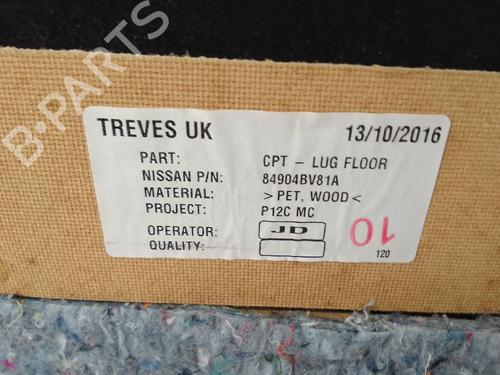 B-PARTS
TREVES UK 13/10/2016
PART: CPT - LUG FLOOR
NISSAN P/N: 84904BV81A
MATERIAL: > PET, WOOD <
PROJECT: P12C MC
OPERATOR: JD
QUALITY:
10
120